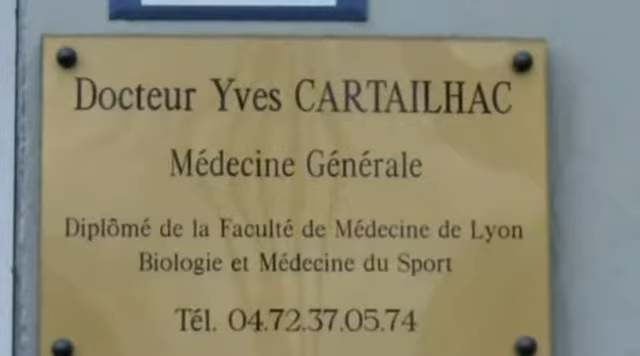 Docteur Yves CARTAILHAC
Médecine Générale
Diplômé de la Faculté de Médecine de Lyon
Biologie et Médecine du Sport
Tél. 04.72.37.05.74